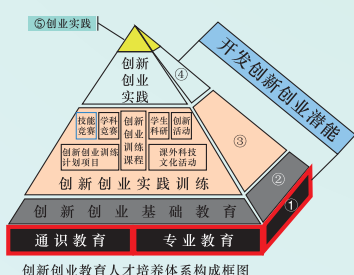 ⑤创业实践
创新
创业
实践
④
开发创新创业潜能
技能
竞赛
学科
竞赛
创新
创业
训练
课程
学生
科研
创新
活动
创新创业训练
计划项目
课外科技
文化活动
③
创新创业实践训练
②
创新创业基础教育
①
通识教育
专业教育
创新创业教育人才培养体系构成框图